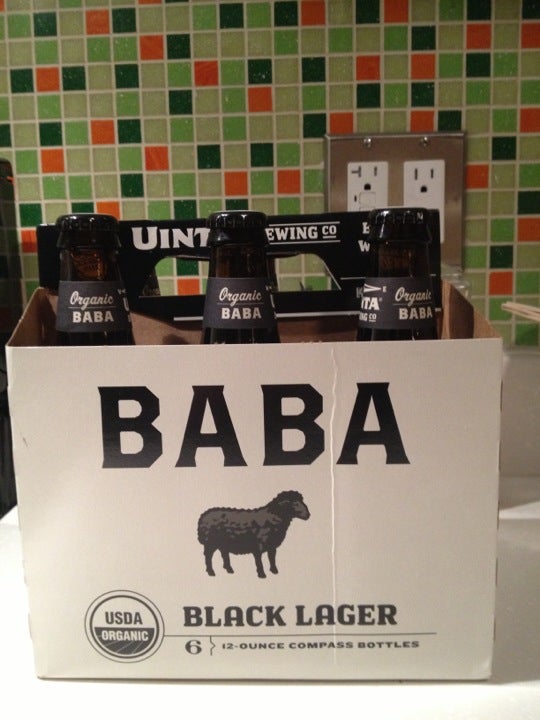 UINT EWING CO
Organic
BABA
Organic
BABA
TA
Organic
BABA
BABA
USDA
ORGANIC
BLACK LAGER
6 12-OUNCE COMPASS BOTTLES